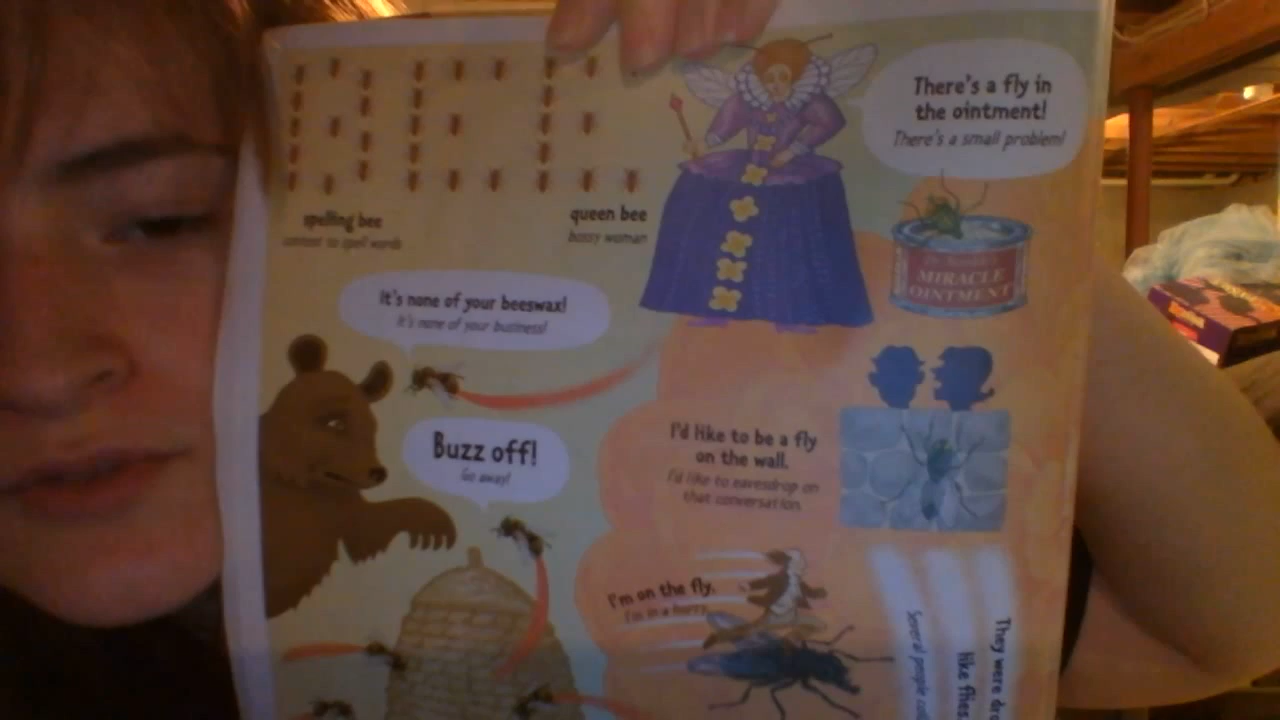 spelling bee
contest to spell words
queen bee
bossy woman
There's a fly in
the ointment!
There's a small problem!
MIRACLE
OINTMENT
It's none of your beeswax!
It's none of your business!
Buzz off!
Go away!
I'd like to be a fly
on the wall.
I'd like to eavesdrop on
that conversation.
I'm on the fly.
I'm in a hurry.
They were dro
like flies.
Several people